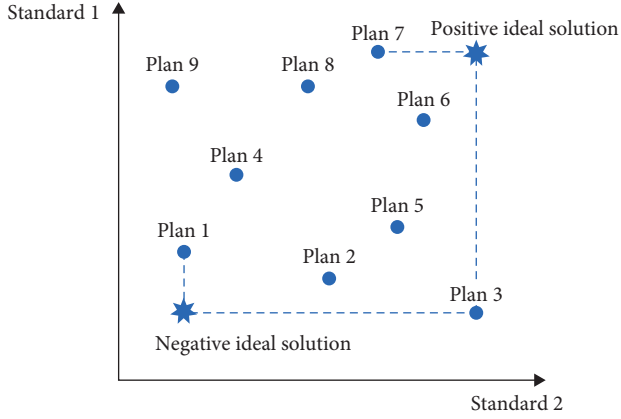 Standard 1
Plan 7
Positive ideal solution
Plan 9
Plan 8
Plan 6
Plan 4
Plan 5
Plan 1
Plan 2
Plan 3
Negative ideal solution
Standard 2